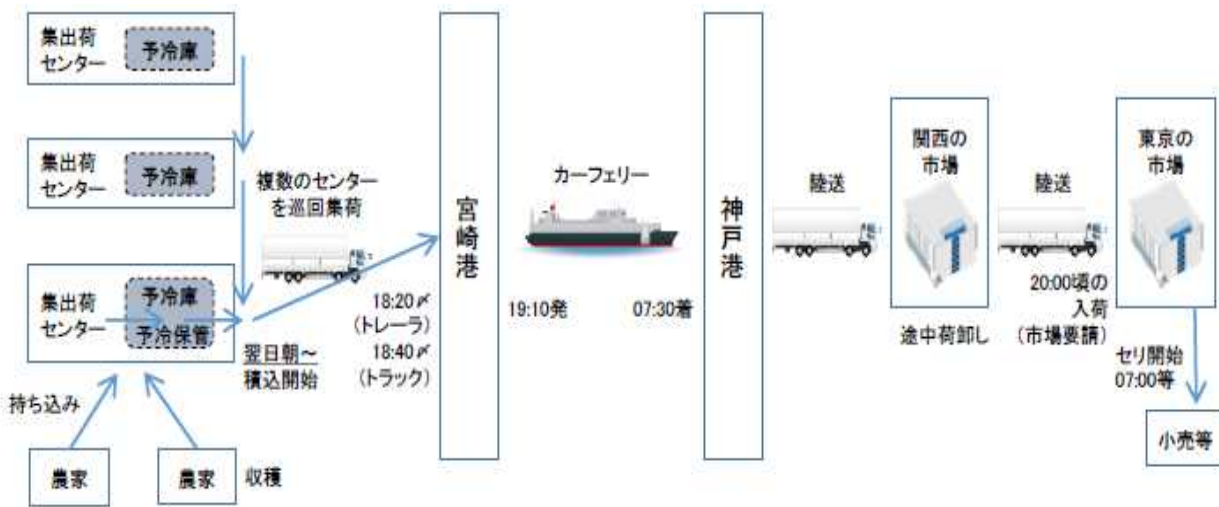 集出荷
センター
予冷庫
集出荷
センター
予冷庫
複数のセンター
を巡回集荷
集出荷
センター
予冷庫
予冷保管
翌日朝～
積込開始
18:20〆
(トレーラ)
18:40〆
(トラック)
持ち込み
農家
農家
収穫
宮崎港
カーフェリー
19:10発
07:30着
神戸港
陸送
関西の
市場
途中荷卸し
陸送
20:00頃の
入荷
(市場要請)
東京の
市場
セリ開始
07:00等
小売等